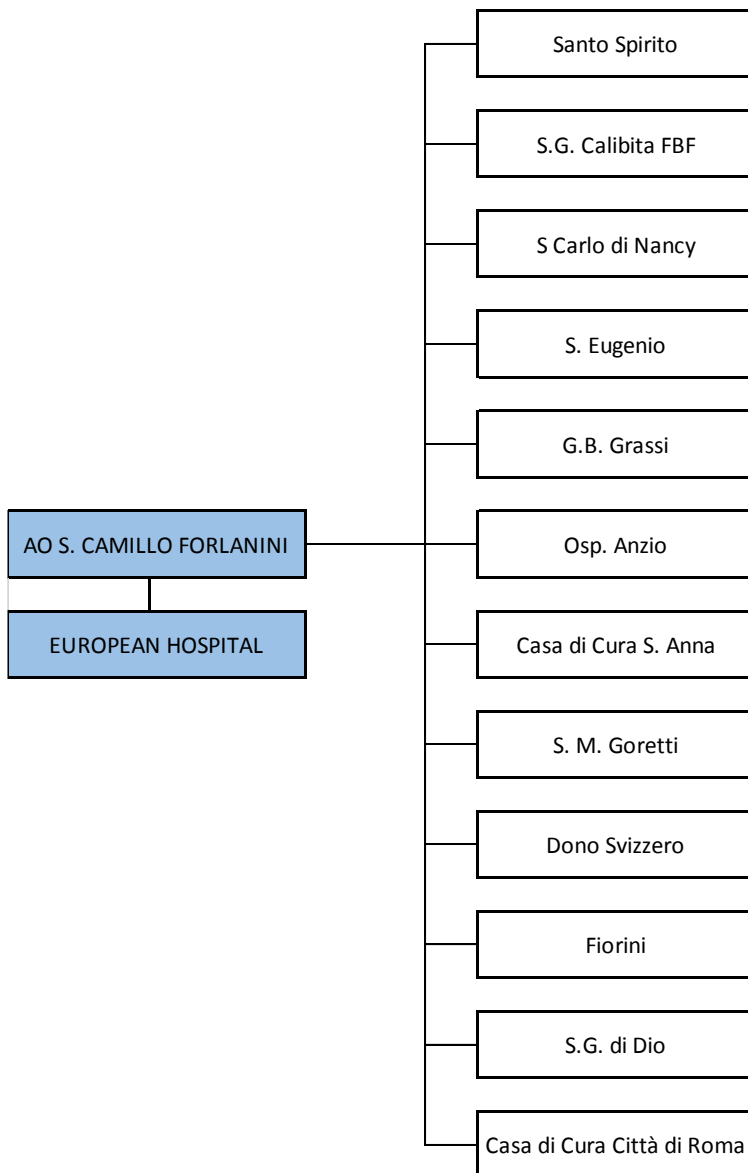 Santo Spirito
S.G. Calibita FBF
S Carlo di Nancy
S. Eugenio
G.B. Grassi
AO S. CAMILLO FORLANINI
Osp. Anzio
EUROPEAN HOSPITAL
Casa di Cura S. Anna
S. M. Goretti
Dono Svizzero
Fiorini
S.G. di Dio
Casa di Cura Città di Roma